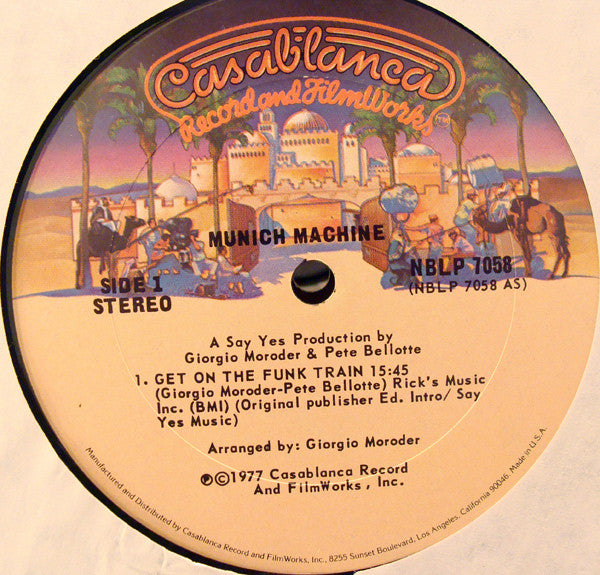 Casablanca
Record and FilmWorks
MUNICH MACHINE
SIDE 1
STEREO
NBLP 7058
(NBLP 7058 AS)
A Say Yes Production by
Giorgio Moroder & Pete Bellotte
1. GET ON THE FUNK TRAIN 15:45
(Giorgio Moroder-Pete Bellotte) Rick's Music
Inc. (BMI) (Original publisher Ed. Intro/ Say
Yes Music)
Arranged by: Giorgio Moroder
℗©1977 Casablanca Record
And FilmWorks, Inc.
Manufactured and Distributed by Casablanca Record and FilmWorks, Inc., 8255 Sunset Boulevard, Los Angeles, California 90046. Made in U.S.A.